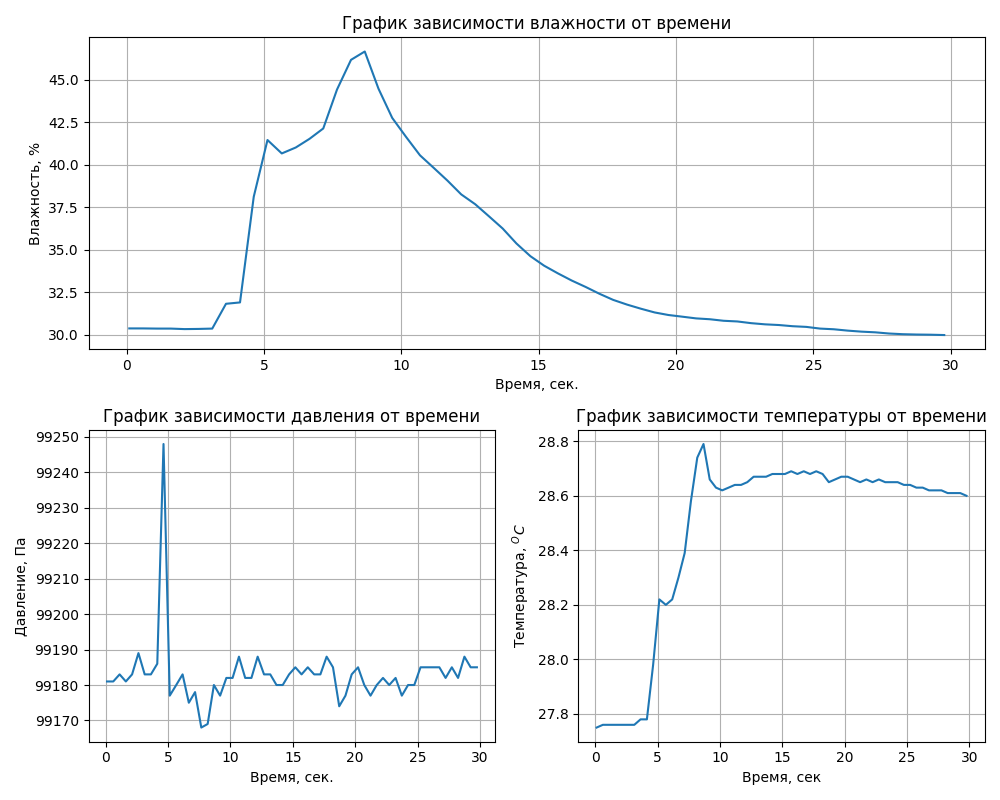 График зависимости влажности от времени
45.0
42.5
40.0
37.5
35.0
32.5
30.0
Влажность, %
0 5 10 15 20 25 30
Время, сек.
График зависимости давления от времени
99250
99240
99230
99220
99210
99200
99190
99180
99170
Давление, Па
0 5 10 15 20 25 30
Время, сек.
График зависимости температуры от времени
28.8
28.6
28.4
28.2
28.0
27.8
Температура, ᴼC
0 5 10 15 20 25 30
Время, сек